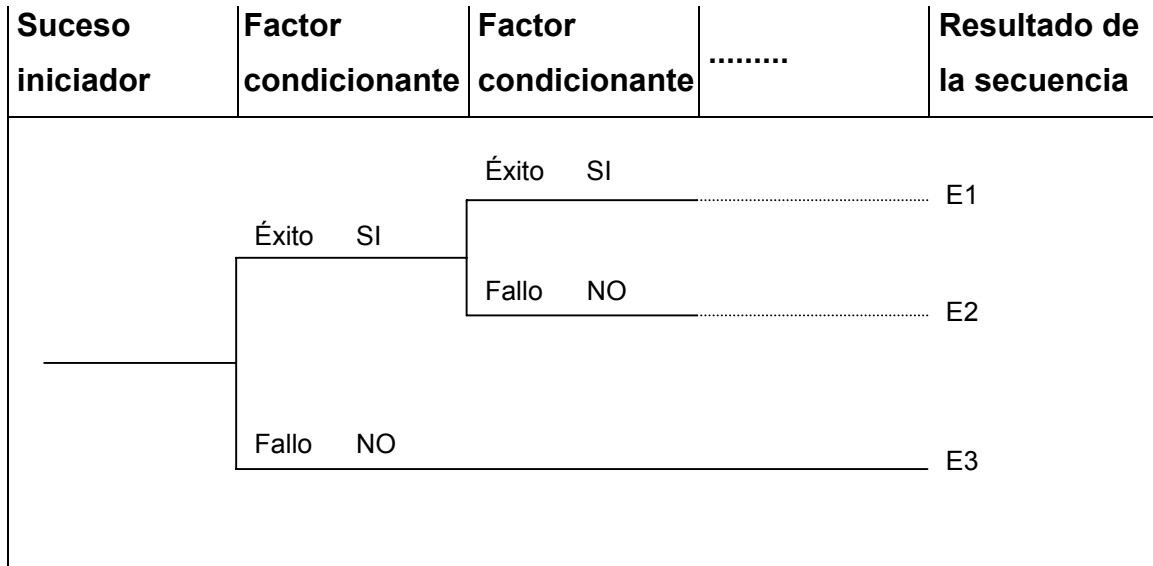 Suceso
iniciador
Factor
condicionante
Factor
condicionante
.........
Resultado de
la secuencia
Éxito SI
E1
Éxito SI
Fallo NO
E2
Fallo NO
E3